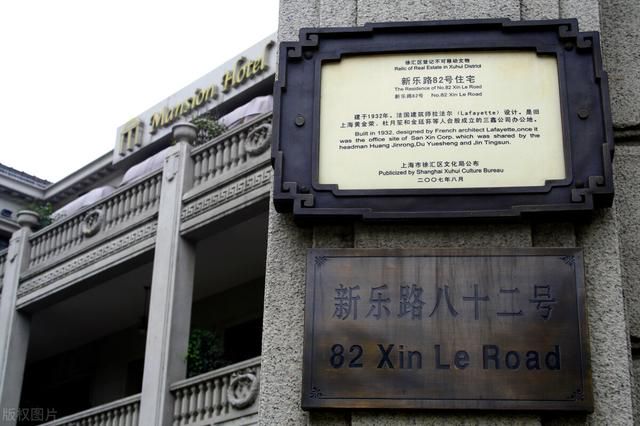 Mansion Hotel
徐汇区登记不可移动文物
Relic of Real Estate in Xuhui District
新乐路82号住宅
The Residence of No.82 Xin Le Road
新乐路82号 No.82 Xin Le Road
建于1932年，法国建筑师拉法尔（Lafayette）设计，是旧
上海黄金荣、杜月笙和金廷荪等人合股成立的三鑫公司办公地。
Built in 1932, designed by French architect Lafayette,once it
was the office site of San Xin Corp. which was shared by the
headman Huang Jinrong,Du Yuesheng and Jin Tingsun.
上海市徐汇区文化局公布
Publicized by Shanghai Xuhui Culture Bureau
二〇〇七年八月
新乐路八十二号
82 Xin Le Road
版权图片